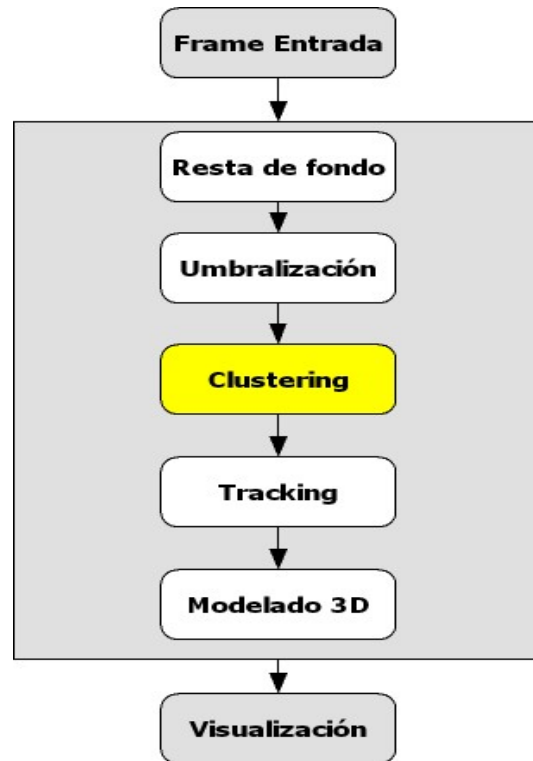 Frame Entrada
Resta de fondo
Umbralización
Clustering
Tracking
Modelado 3D
Visualización